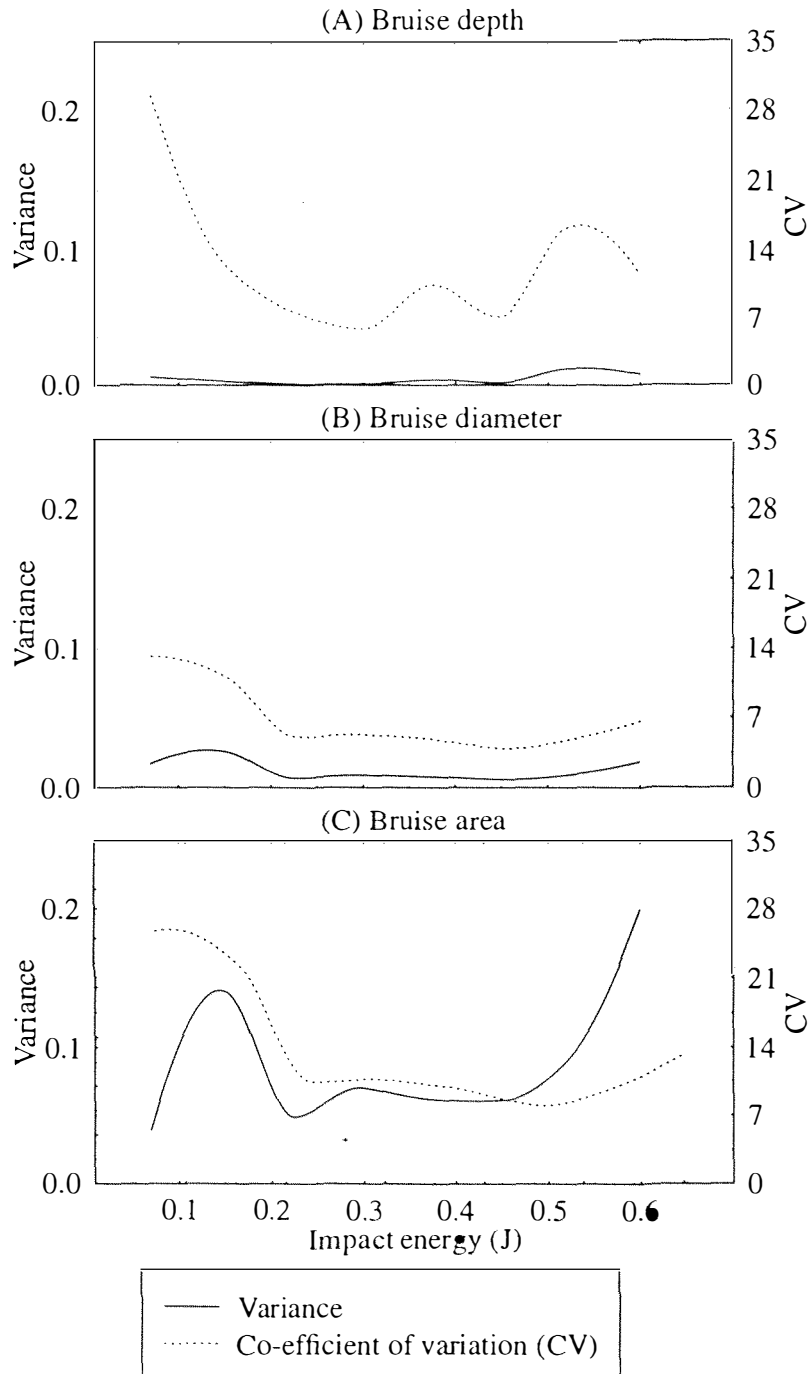 (A) Bruise depth
35
0.2
28
21
Variance
CV
0.1
14
7
0.0
0
(B) Bruise diameter
35
0.2
28
21
Variance
CV
0.1
14
7
0.0
0
(C) Bruise area
35
0.2
28
21
Variance
CV
0.1
14
7
0.0
0
0.1 0.2 0.3 0.4 0.5 0.6
Impact energy (J)
Variance
Co-efficient of variation (CV)